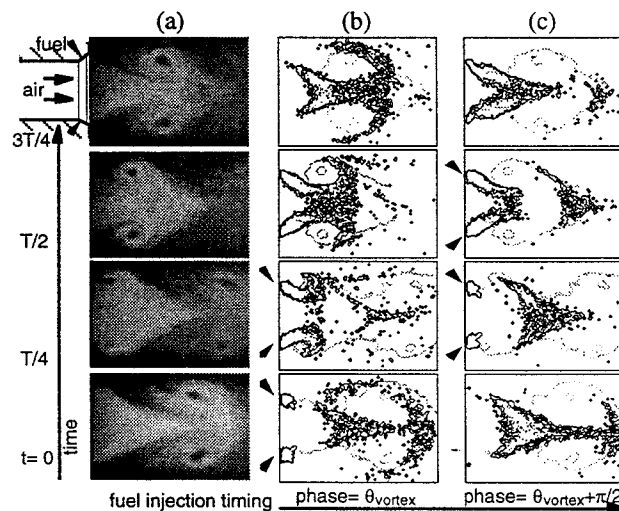 (a) (b) (c)
fuel
air
3T/4
T/2
T/4
t= 0
time
fuel injection timing phase= θvortex phase= θvortex+π/2